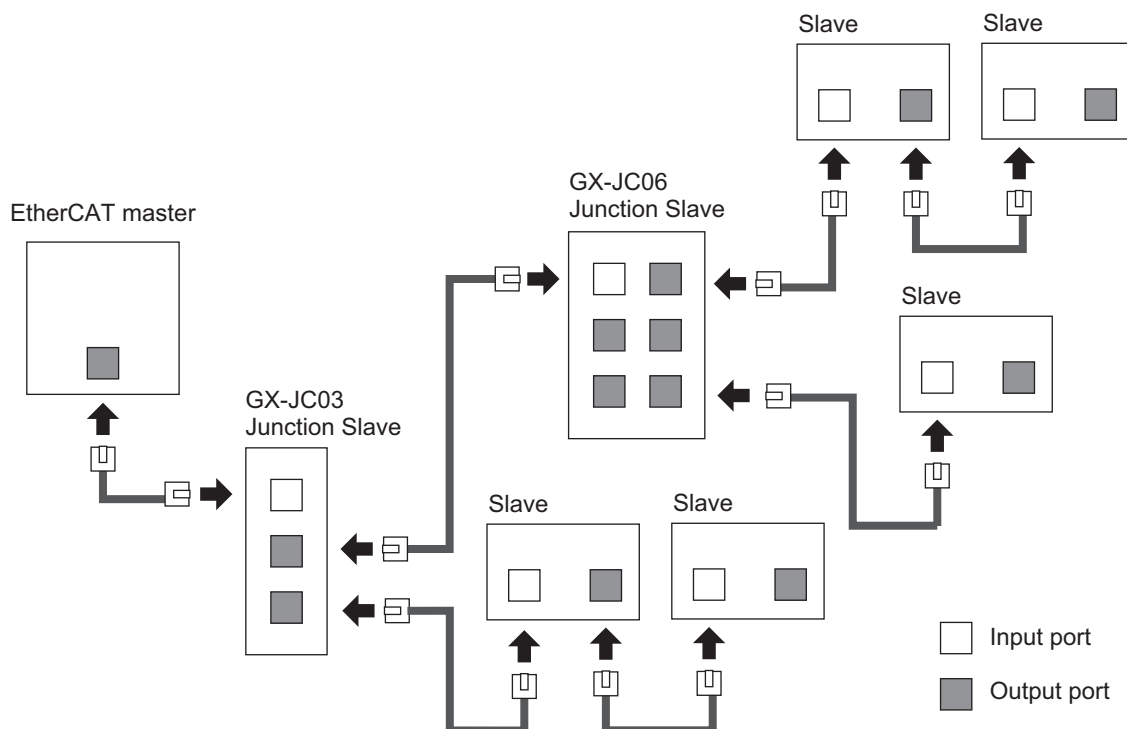 Slave
Slave
GX-JC06
Junction Slave
EtherCAT master
Slave
GX-JC03
Junction Slave
Slave
Slave
Input port
Output port